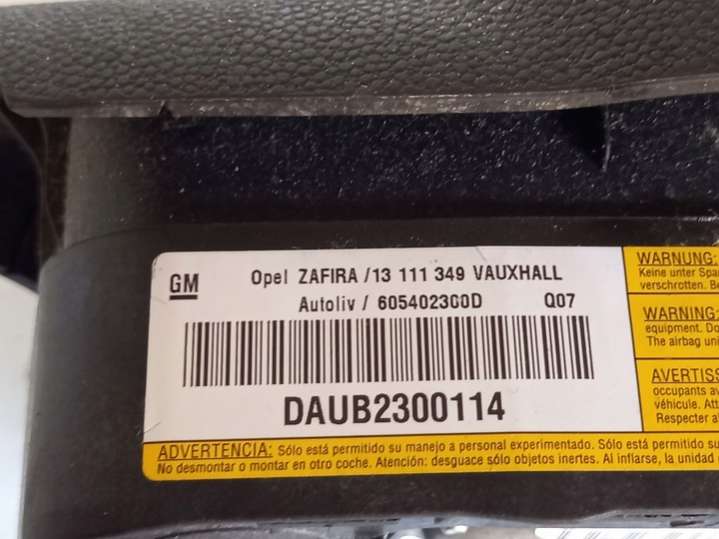 GM
Opel ZAFIRA /13 111 349 VAUXHALL
Autoliv / 605402300D Q07
DAUB2300114
ADVERTENCIA: Sólo está permitido su manejo a personal experimentado. Sólo está permitido su
No desmontar o montar en otro coche. Atención: desguace sólo objetos inertes. Al inflarse, la unidad
WARNUNG:
Keine unter Spa
verschrotten. Be
WARNING:
equipment. Do
The airbag uni
AVERTISS
occupants av
véhicule. Att
Respecter a